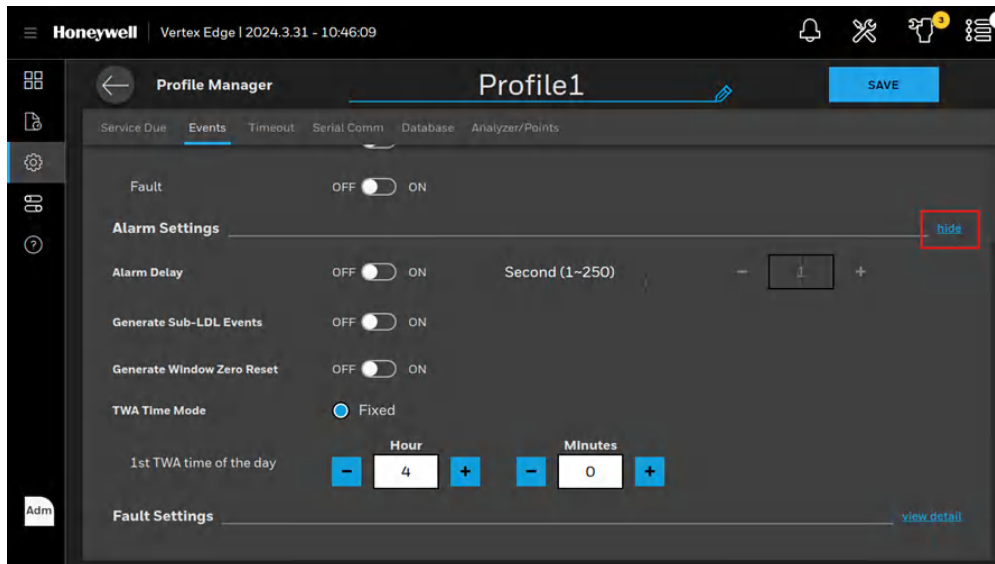 Honeywell Vertex Edge | 2024.3.31 - 10:46:09 3
Profile Manager Profile1 SAVE
Service Due Events Timeout Serial Comm Database Analyzer/Points
Fault OFF ON
Alarm Settings hide
Alarm Delay OFF ON Second (1~250) - 1 +
Generate Sub-LDL Events OFF ON
Generate Window Zero Reset OFF ON
TWA Time Mode Fixed
Hour Minutes
1st TWA time of the day - 4 + - 0 +
Adm
Fault Settings view detail